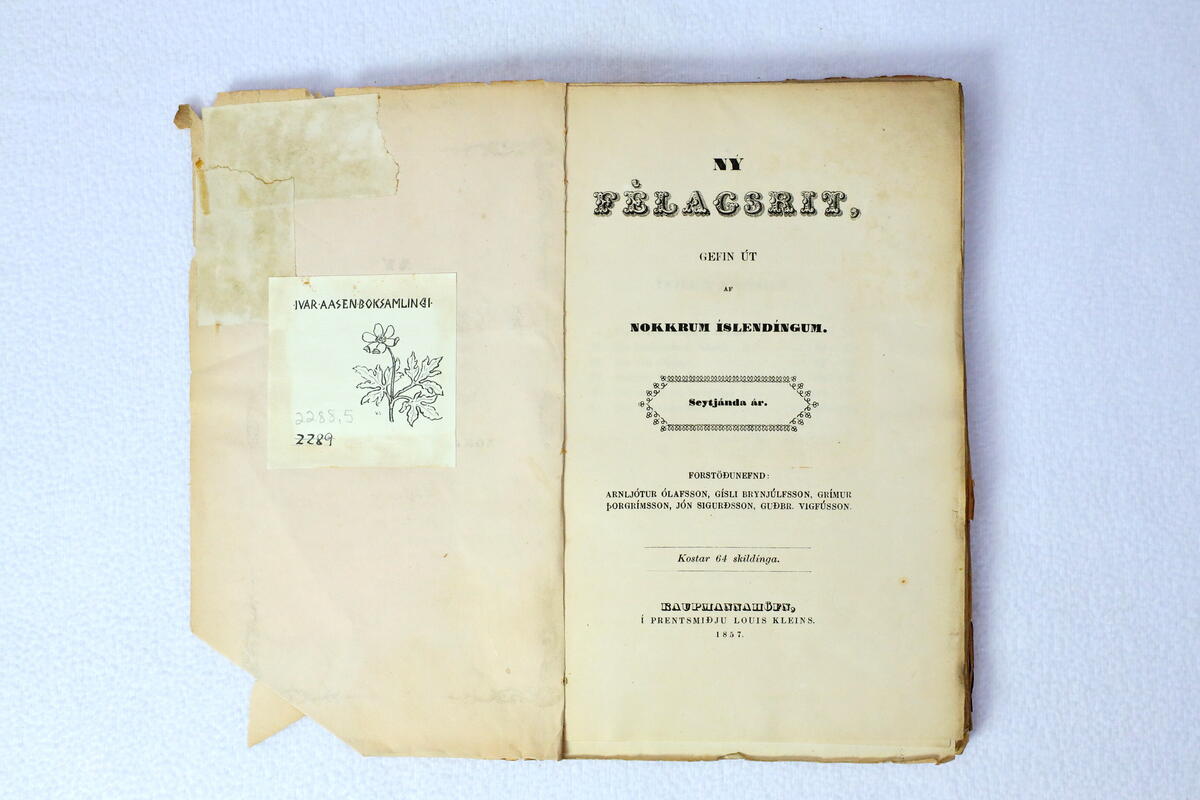 ·IVAR·AASEN·BOKSAMLINGI·
2288,5
2289
NÝ
FÉLAGSRIT,
GEFIN ÚT
AF
NOKKRUM ÍSLENDÍNGUM.
Seytjánda ár.
FORSTÖÐUNEFND:
ARNLJÓTUR ÓLAFSSON, GÍSLI BRYNJÚLFSSON, GRÍMUR
ÞORGRÍMSSON, JÓN SIGURÐSSON, GUÐBR. VIGFÚSSON.
Kostar 64 skildínga.
KAUPMANNAHÖFN,
Í PRENTSMIÐJU LOUIS KLEINS.
1857.